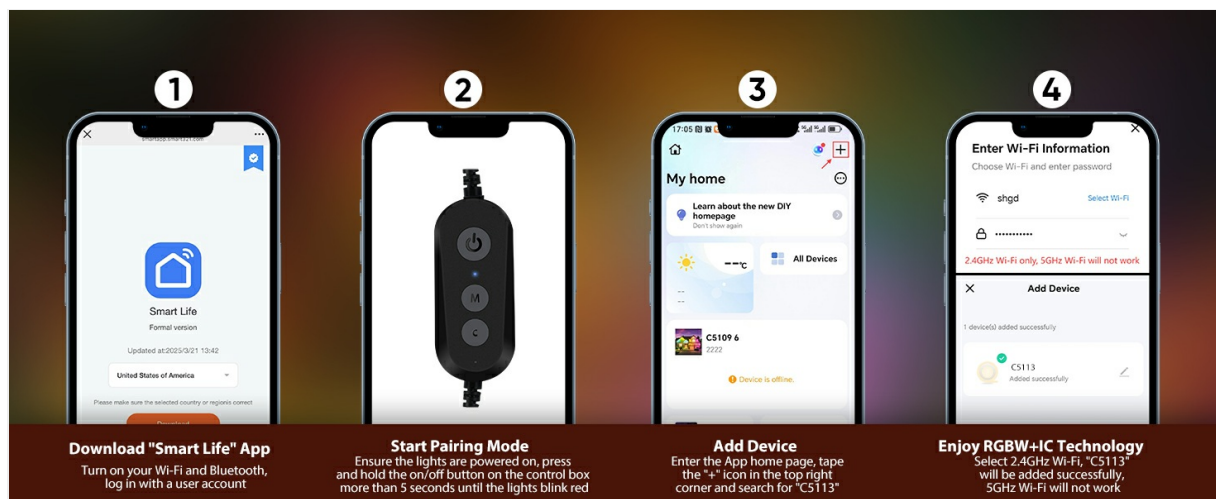 1
smartapp.smart321.com
Smart Life
Formal version
Updated at:2025/3/21 13:42
United States of America
Please make sure the selected country or regionis correct
Download
Download "Smart Life" App
Turn on your Wi-Fi and Bluetooth,
log in with a user account
2
M
C
Start Pairing Mode
Ensure the lights are powered on, press
and hold the on/off button on the control box
more than 5 seconds until the lights blink red
3
17:05
My home
Learn about the new DIY
homepage
Don't show again
--°C
All Devices
--
--
C5109 6
2222
Device is offline.
Add Device
Enter the App home page, tape
the "+" icon in the top right
corner and search for "C5113"
4
Enter Wi-Fi Information
Choose Wi-Fi and enter password
shgd
Select Wi-Fi
2.4GHz Wi-Fi only, 5GHz Wi-Fi will not work
Add Device
1 device(s) added successfully
C5113
Added successfully
Enjoy RGBW+IC Technology
Select 2.4GHz Wi-Fi, "C5113"
will be added successfully,
5GHz Wi-Fi will not work